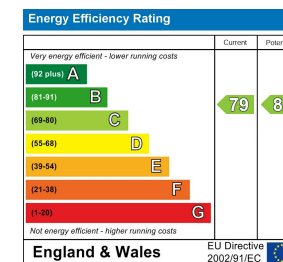 Energy Efficiency Rating
Current
Very energy efficient - lower running costs
(92 plus) A
(81-91) B
79
(69-80) C
(55-68) D
(39-54) E
(21-38) F
(1-20) G
Not energy efficient - higher running costs
England & Wales
EU Directive
2002/91/EC